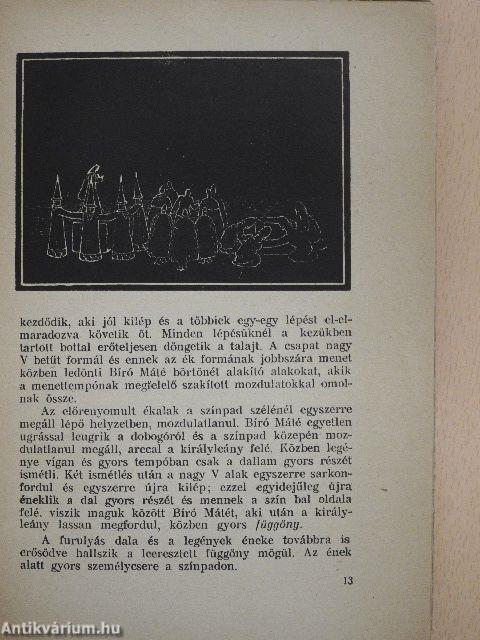 kezdődik, aki jól kilép és a többiek egy-egy lépést el-el-
maradozva követik őt. Minden lépésüknél a kezükben
tartott bottal erőteljesen döngetik a talajt. A csapat nagy
V betűt formál és ennek az ék formának jobbszára menet
közben ledönti Bíró Máté börtönét alakító alakokat, akik
a menettempónak megfelelő szakított mozdulatokkal omol-
nak össze.
Az előrenyomult ékalak a színpad szélénél egyszerre
megáll lépő helyzetben, mozdulatlanul. Bíró Máté egyetlen
ugrással leugrik a dobogóról és a színpad közepén moz-
dulatlanul megáll, arccal a királyleány felé. Közben legé-
nye vígan és gyors tempóban csak a dallam gyors részét
ismétli. Két ismétlés után a nagy V alak egyszerre sarkon-
fordul és egyszerre újra kilép; ezzel egyidejűleg újra
éneklik a dal gyors részét és mennek a szín bal oldala
felé, viszik maguk között Bíró Mátét, aki után a király-
leány lassan megfordul, közben gyors függöny.
A furulyás dala és a legények éneke továbbra is
erősödve hallszik a leeresztett függöny mögül. Az ének
alatt gyors személycsere a színpadon.
13
Antikvárium.hu